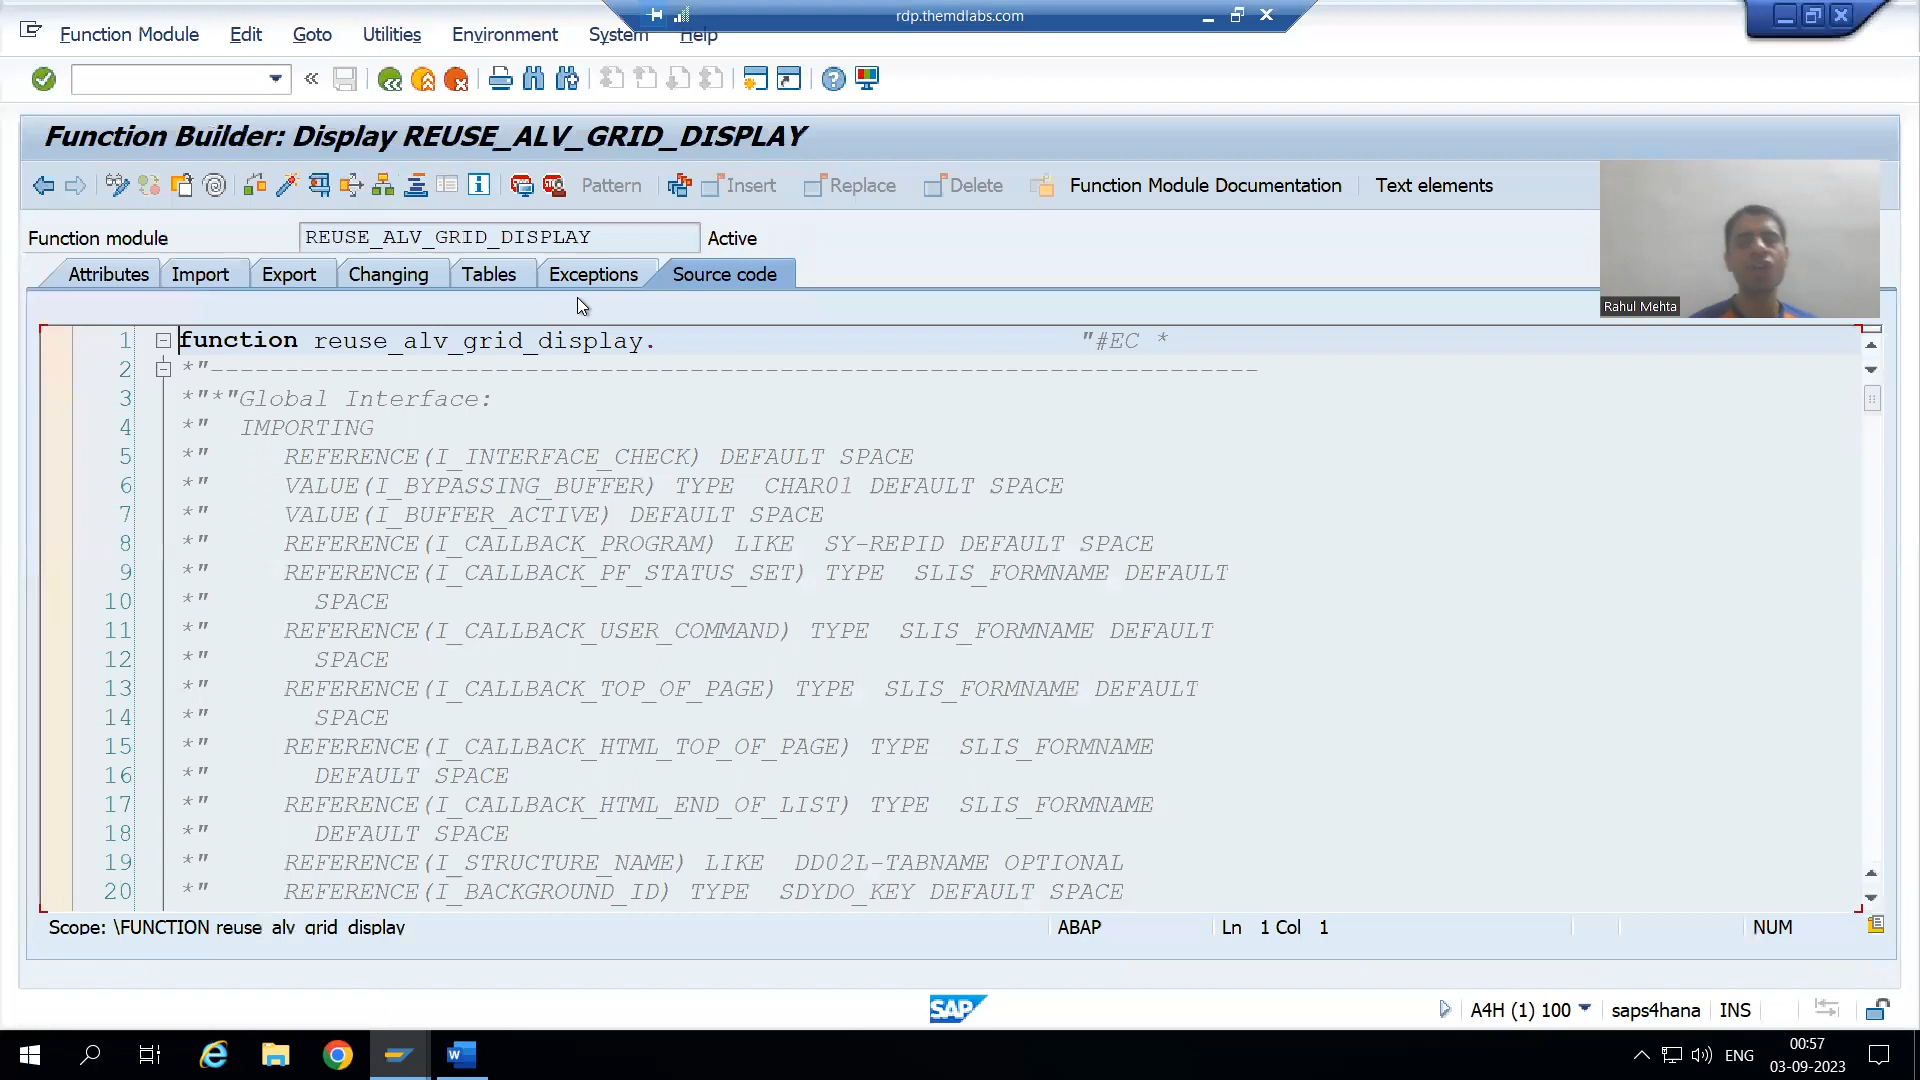 rdp.themdlabs.com
Function Module Edit Goto Utilities Environment System Help
Function Builder: Display REUSE_ALV_GRID_DISPLAY
Pattern Insert Replace Delete Function Module Documentation Text elements
Function module REUSE_ALV_GRID_DISPLAY Active
Attributes Import Export Changing Tables Exceptions Source code
Rahul Mehta
1 function reuse_alv_grid_display. "#EC *
2 *"----------------------------------------------------------------------
3 *"*"Global Interface:
4 *" IMPORTING
5 *" REFERENCE(I_INTERFACE_CHECK) DEFAULT SPACE
6 *" VALUE(I_BYPASSING_BUFFER) TYPE CHAR01 DEFAULT SPACE
7 *" VALUE(I_BUFFER_ACTIVE) DEFAULT SPACE
8 *" REFERENCE(I_CALLBACK_PROGRAM) LIKE SY-REPID DEFAULT SPACE
9 *" REFERENCE(I_CALLBACK_PF_STATUS_SET) TYPE SLIS_FORMNAME DEFAULT
10 *" SPACE
11 *" REFERENCE(I_CALLBACK_USER_COMMAND) TYPE SLIS_FORMNAME DEFAULT
12 *" SPACE
13 *" REFERENCE(I_CALLBACK_TOP_OF_PAGE) TYPE SLIS_FORMNAME DEFAULT
14 *" SPACE
15 *" REFERENCE(I_CALLBACK_HTML_TOP_OF_PAGE) TYPE SLIS_FORMNAME
16 *" DEFAULT SPACE
17 *" REFERENCE(I_CALLBACK_HTML_END_OF_LIST) TYPE SLIS_FORMNAME
18 *" DEFAULT SPACE
19 *" REFERENCE(I_STRUCTURE_NAME) LIKE DD02L-TABNAME OPTIONAL
20 *" REFERENCE(I_BACKGROUND_ID) TYPE SDYDO_KEY DEFAULT SPACE
Scope: \FUNCTION reuse_alv_grid_display ABAP Ln 1 Col 1 NUM
SAP A4H (1) 100 saps4hana INS
ENG 00:57
03-09-2023